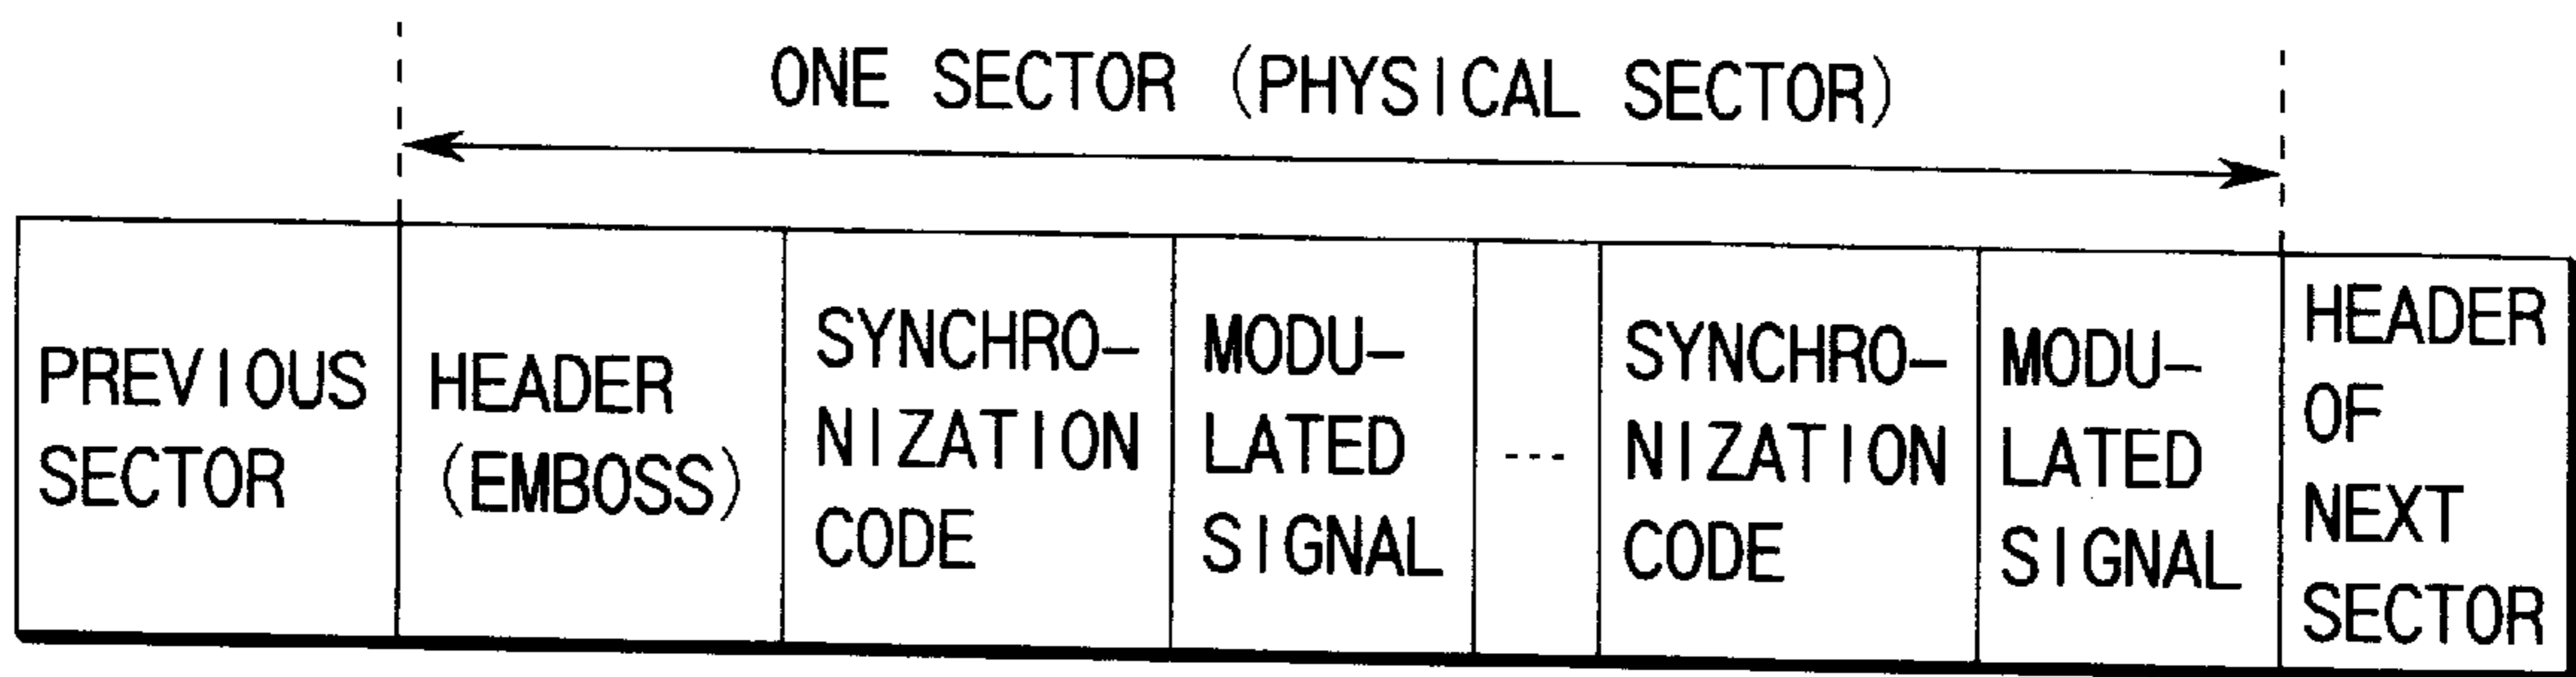 ONE SECTOR (PHYSICAL SECTOR)
PREVIOUS
SECTOR
HEADER
(EMBOSS)
SYNCHRO-
NIZATION
CODE
MODU-
LATED
SIGNAL
---
SYNCHRO-
NIZATION
CODE
MODU-
LATED
SIGNAL
HEADER
OF
NEXT
SECTOR